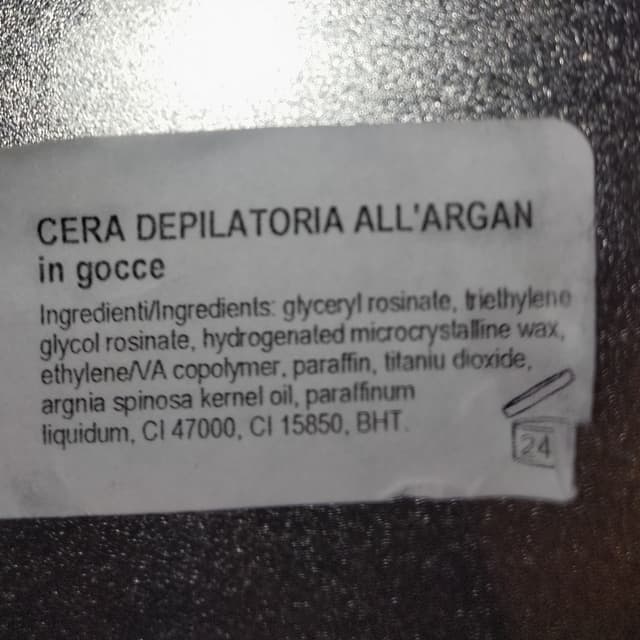 CERA DEPILATORIA ALL'ARGAN
in gocce
Ingredienti/Ingredients: glyceryl rosinate, triethylene
glycol rosinate, hydrogenated microcrystalline wax,
ethylene/VA copolymer, paraffin, titaniu dioxide,
argnia spinosa kernel oil, paraffinum
liquidum, CI 47000, CI 15850, BHT.
24